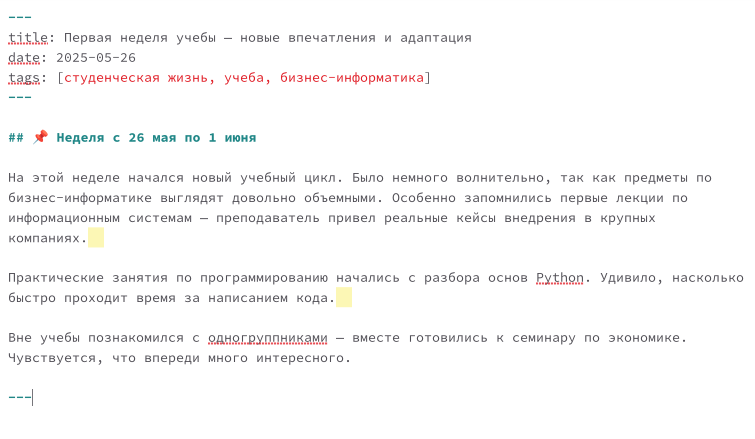 ---
title: Первая неделя учебы — новые впечатления и адаптация
date: 2025-05-26
tags: [студенческая жизнь, учеба, бизнес-информатика]
---
## 📌 Неделя с 26 мая по 1 июня
На этой неделе начался новый учебный цикл. Было немного волнительно, так как предметы по
бизнес-информатике выглядят довольно объемными. Особенно запомнились первые лекции по
информационным системам — преподаватель привел реальные кейсы внедрения в крупных
компаниях.
Практические занятия по программированию начались с разбора основ Python. Удивило, насколько
быстро проходит время за написанием кода.
Вне учебы познакомился с одногруппниками — вместе готовились к семинару по экономике.
Чувствуется, что впереди много интересного.
---